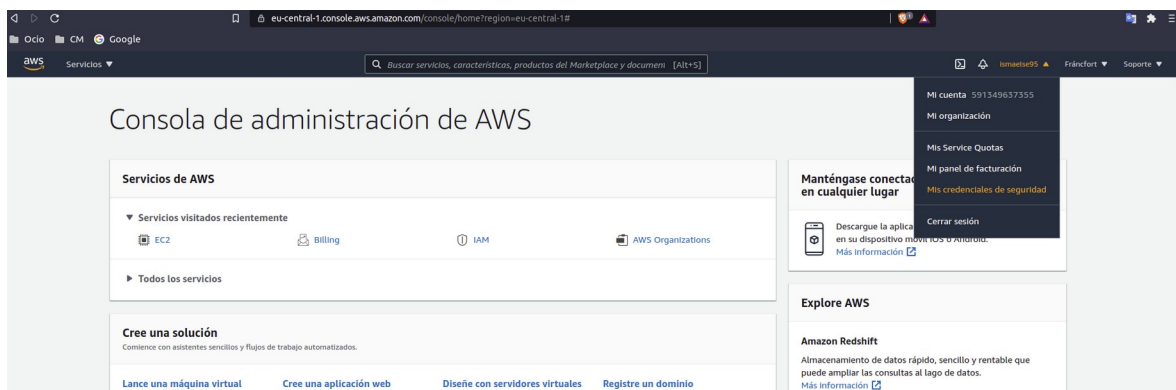 eu-central-1.console.aws.amazon.com/console/home?region=eu-central-1#
Ocio CM Google
aws Servicios ▼ Buscar servicios, características, productos del Marketplace y document [Alt+S] ismaelse95 ▲ Fráncfort ▼ Soporte ▼
Mi cuenta 591349637355
Mi organización
Mis Service Quotas
Mi panel de facturación
Mis credenciales de seguridad
Cerrar sesión
Consola de administración de AWS
Servicios de AWS
▼ Servicios visitados recientemente
EC2 Billing IAM AWS Organizations
▶ Todos los servicios
Cree una solución
Comience con asistentes sencillos y flujos de trabajo automatizados.
Lance una máquina virtual Cree una aplicación web Diseñe con servidores virtuales Registre un dominio
Manténgase conectad
en cualquier lugar
Descargue la aplica
en su dispositivo móvil iOS o Android.
Más información
Explore AWS
Amazon Redshift
Almacenamiento de datos rápido, sencillo y rentable que
puede ampliar las consultas al lago de datos.
Más información